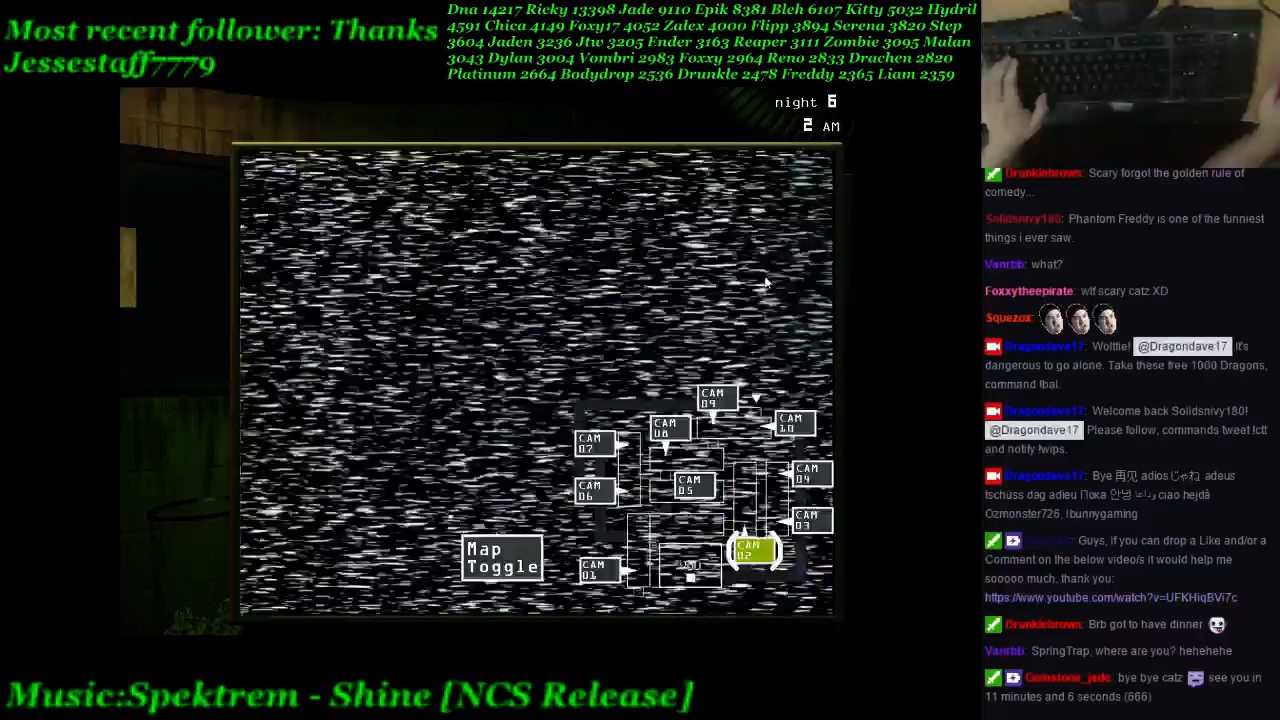 Most recent follower: Thanks
Jessestaff7779
Dna 14217 Ricky 13398 Jade 9110 Epik 8381 Bleh 6107 Kitty 5032 Hydril
4591 Chica 4149 Foxy17 4052 Zalex 4000 Flipp 3894 Serena 3820 Step
3604 Jaden 3236 Jtw 3205 Ender 3163 Reaper 3111 Zombie 3095 Malan
3043 Dylan 3004 Vombri 2983 Foxxy 2964 Reno 2833 Drachen 2820
Platinum 2664 Bodydrop 2536 Drunkle 2478 Freddy 2365 Liam 2359
night 6
2 AM
CAM 09
CAM 10
CAM 08
CAM 07
CAM 04
CAM 05
CAM 06
CAM 03
CAM 02
CAM 01
Map
Toggle
Music:Spektrem - Shine [NCS Release]
Drunklebrown: Scary forgot the golden rule of
comedy...
Solidsnivy180: Phantom Freddy is one of the funniest
things i ever saw.
Vanrtib: what?
Foxxythepirate: wtf scary catz XD
Squezox:
Dragondave17: Wolttle! @Dragondave17 It's
dangerous to go alone. Take these free 1000 Dragons,
command !bal.
Dragondave17: Welcome back Solidsnivy180!
@Dragondave17 Please follow, commands tweet !ctt
and notify !wips.
Dragondave17: Bye 再见 adios じゃね adeus
tschüss dag adieu Пока 안녕 وداعا ciao hejdå
Ozmonster726, Ibunnygaming
Guys, if you can drop a Like and/or a
Comment on the below video/s it would help me
sooooo much, thank you:
https://www.youtube.com/watch?v=UFKHiqBVi7c
Drunklebrown: Brb got to have dinner
Vanrtib: SpringTrap, where are you? hehehehe
Gemstone_jade: bye bye catz see you in
11 minutes and 6 seconds (666)